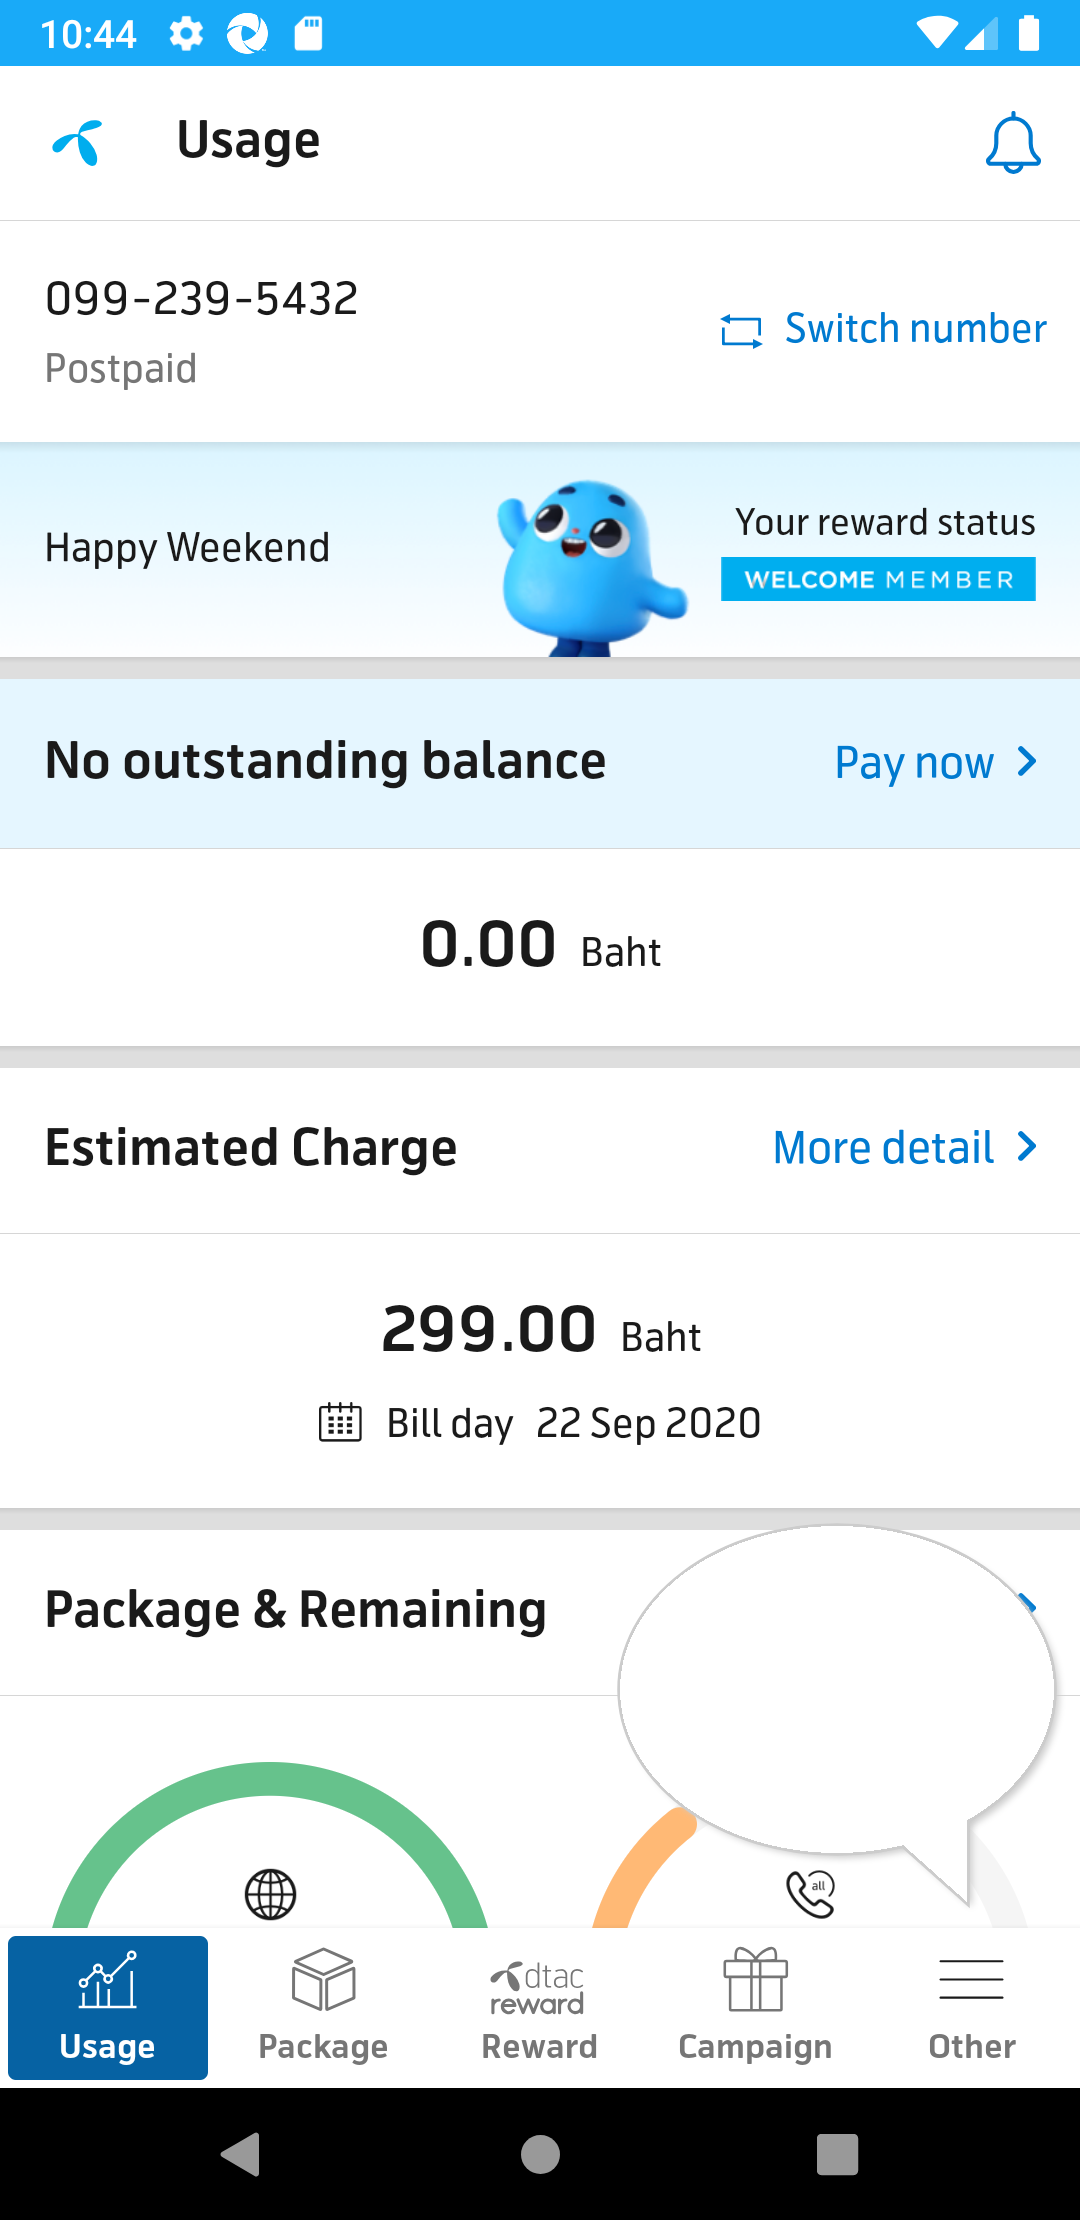 10:44
Usage
099-239-5432
Postpaid
Switch number
Happy Weekend
Your reward status
WELCOME MEMBER
No outstanding balance
Pay now
0.00 Baht
Estimated Charge
More detail
299.00 Baht
Bill day 22 Sep 2020
Package & Remaining
all
dtac
reward
Usage
Package
Reward
Campaign
Other